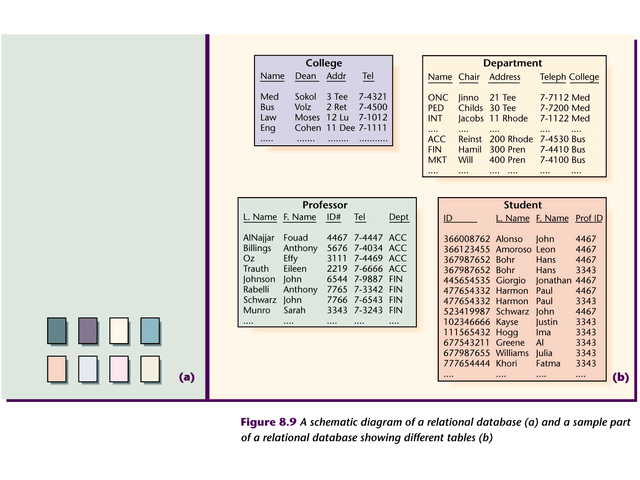 College
Name Dean Addr Tel
Med Sokol 3 Tee 7-4321
Bus Volz 2 Ret 7-4500
Law Moses 12 Lu 7-1012
Eng Cohen 11 Dee 7-1111
..... ....... ........ ...........
Department
Name Chair Address Teleph College
ONC Jinno 21 Tee 7-7112 Med
PED Childs 30 Tee 7-7200 Med
INT Jacobs 11 Rhode 7-1122 Med
.... .... .... .... ....
ACC Reinst 200 Rhode 7-4530 Bus
FIN Hamil 300 Pren 7-4410 Bus
MKT Will 400 Pren 7-4100 Bus
.... .... .... .... .... ....
Professor
L. Name F. Name ID# Tel Dept
AlNajjar Fouad 4467 7-4447 ACC
Billings Anthony 5676 7-4034 ACC
Oz Effy 3111 7-4469 ACC
Trauth Eileen 2219 7-6666 ACC
Johnson John 6544 7-9887 FIN
Rabelli Anthony 7765 7-3342 FIN
Schwarz John 7766 7-6543 FIN
Munro Sarah 3343 7-3243 FIN
.... .... .... .... ....
Student
ID L. Name F. Name Prof ID
366008762 Alonso John 4467
366123455 Amoroso Leon 4467
367987652 Bohr Hans 4467
367987652 Bohr Hans 3343
445654535 Giorgio Jonathan 4467
477654332 Harmon Paul 4467
477654332 Harmon Paul 3343
523419987 Schwarz John 4467
102346666 Kayse Justin 3343
111565432 Hogg Ima 3343
677543211 Greene Al 3343
677987655 Williams Julia 3343
777654444 Khori Fatma 3343
.... .... .... ....
(a)
(b)
Figure 8.9 A schematic diagram of a relational database (a) and a sample part
of a relational database showing different tables (b)